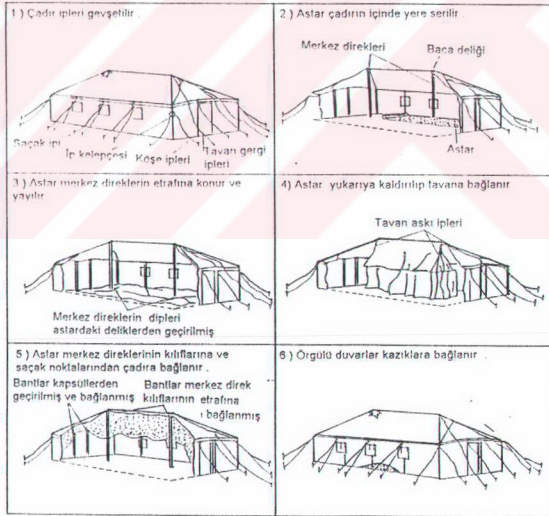 1 ) Çadır ipleri gevşetilir .
Saçak ipi
İp kelepçesi
Köşe ipleri
Tavan gergi
ipleri
2 ) Astar çadırın içinde yere serilir .
Merkez direkleri
Baca deliği
Astar
3 ) Astar merkez direklerin etrafına konur ve
yayılır
Merkez direklerin dipleri
astardaki deliklerden geçirilmiş
4) Astar yukarıya kaldırılıp tavana bağlanır
Tavan askı ipleri
5 ) Astar merkez direklerinin kılıflarına ve
saçak noktalarından çadıra bağlanır .
Bantlar kapsüllerden
geçirilmiş ve bağlanmış
Bantlar merkez direk
kılıflarının etrafına
bağlanmış
6 ) Örgülü duvarlar kazıklara bağlanır .